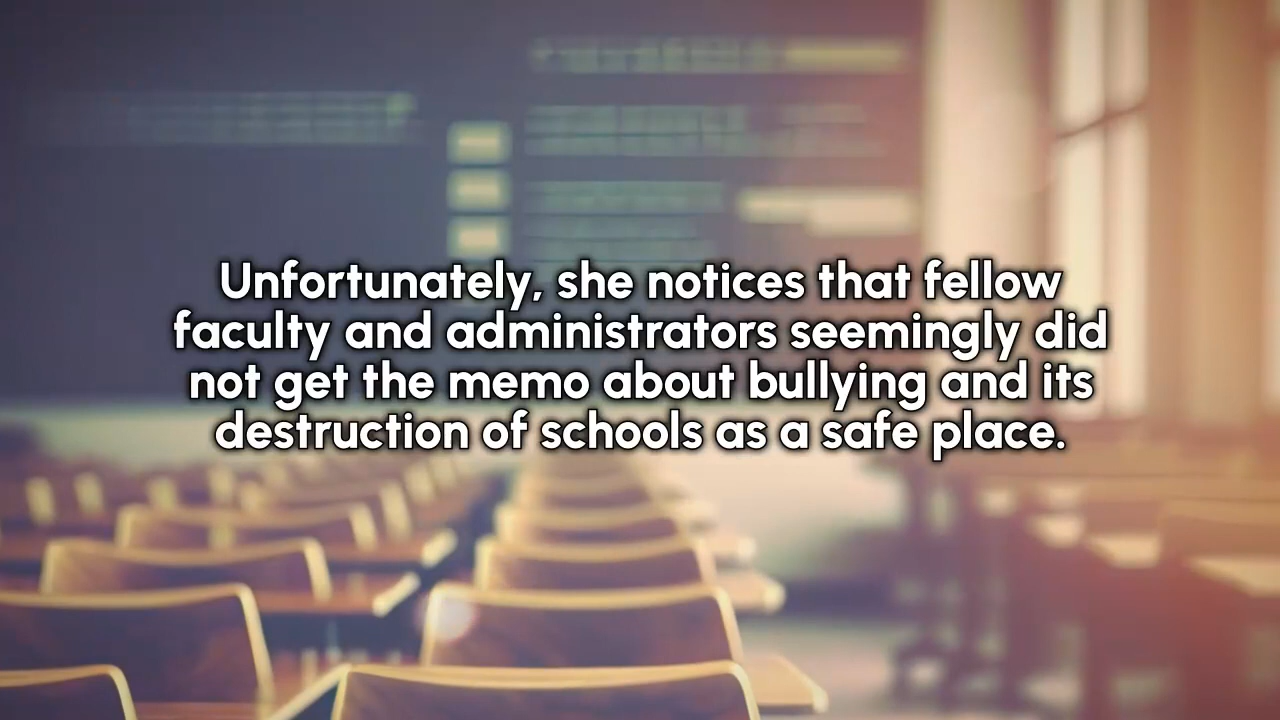 Unfortunately, she notices that fellow
faculty and administrators seemingly did
not get the memo about bullying and its
destruction of schools as a safe place.